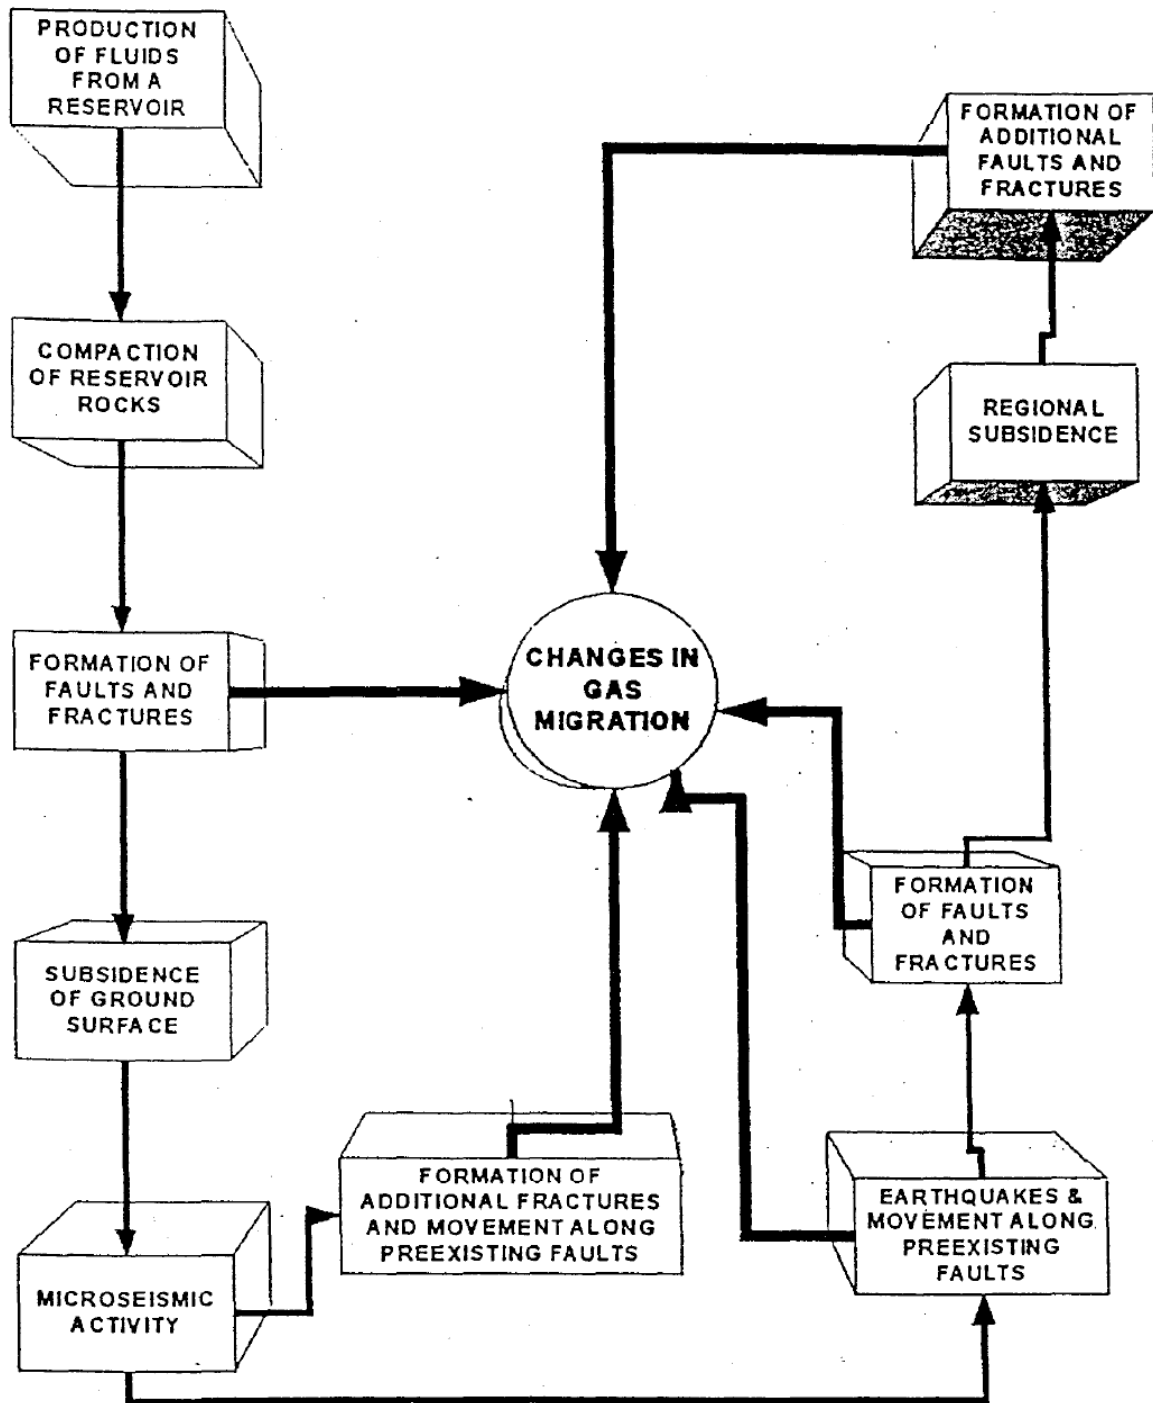 PRODUCTION
OF FLUIDS
FROM A
RESERVOIR
COMPACTION
OF RESERVOIR
ROCKS
FORMATION OF
FAULTS AND
FRACTURES
SUBSIDENCE
OF GROUND
SURFACE
MICROSEISMIC
ACTIVITY
FORMATION OF
ADDITIONAL FRACTURES
AND MOVEMENT ALONG
PREEXISTING FAULTS
CHANGES IN
GAS
MIGRATION
FORMATION OF
ADDITIONAL
FAULTS AND
FRACTURES
REGIONAL
SUBSIDENCE
FORMATION
OF FAULTS
AND
FRACTURES
EARTHQUAKES &
MOVEMENT ALONG
PREEXISTING
FAULTS